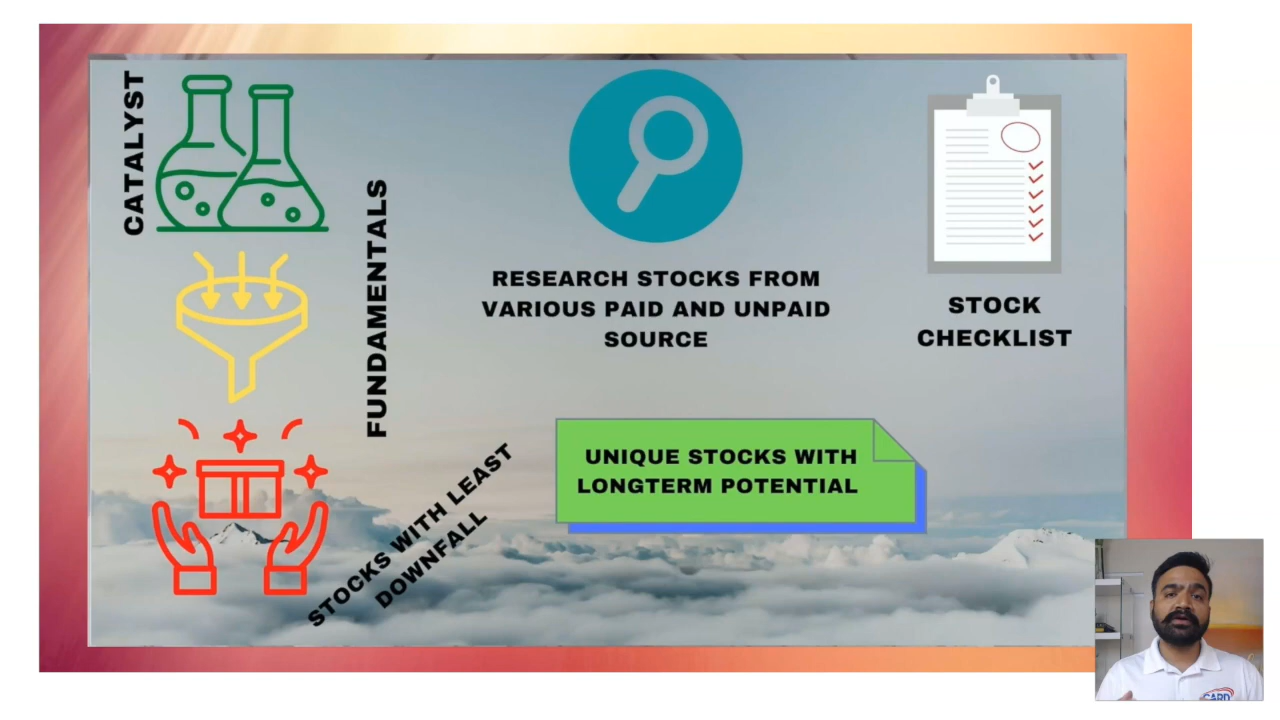 CATALYST
FUNDAMENTALS
STOCKS WITH LEAST
DOWNFALL
RESEARCH STOCKS FROM
VARIOUS PAID AND UNPAID
SOURCE
STOCK
CHECKLIST
UNIQUE STOCKS WITH
LONGTERM POTENTIAL
CARD